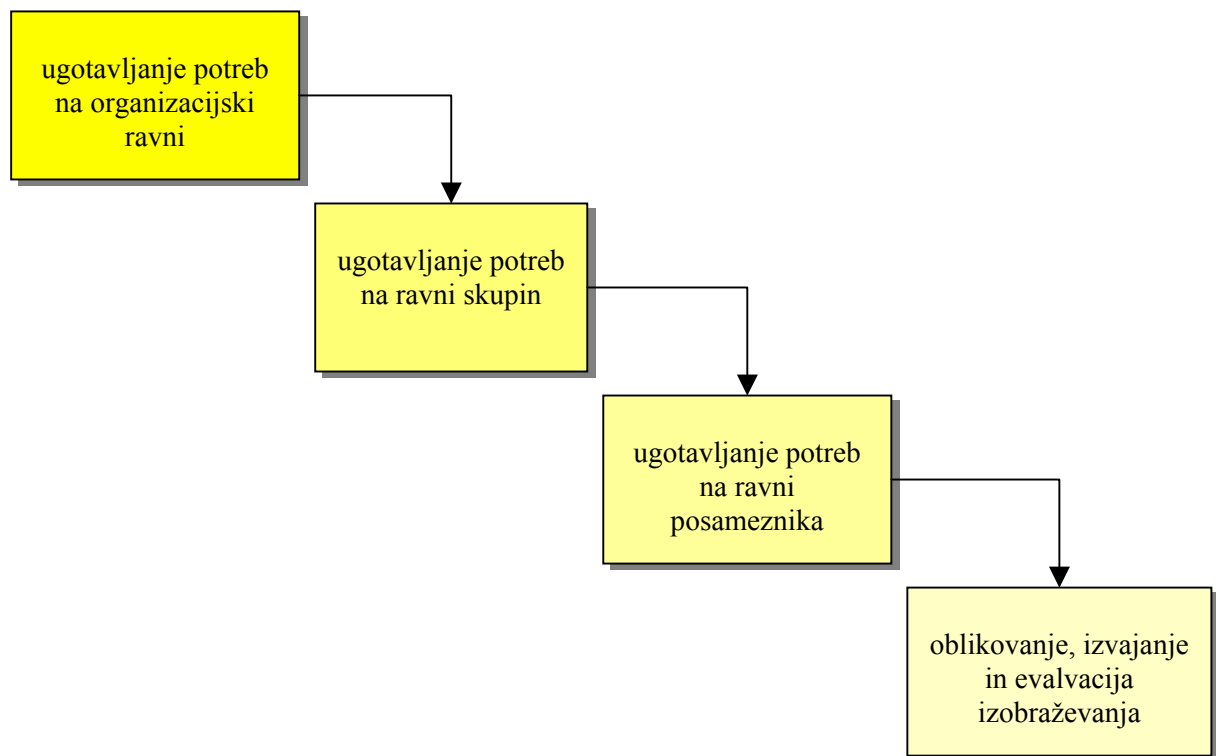 ugotavljanje potreb
na organizacijski
ravni
ugotavljanje potreb
na ravni skupin
ugotavljanje potreb
na ravni
posameznika
oblikovanje, izvajanje
in evalvacija
izobraževanja